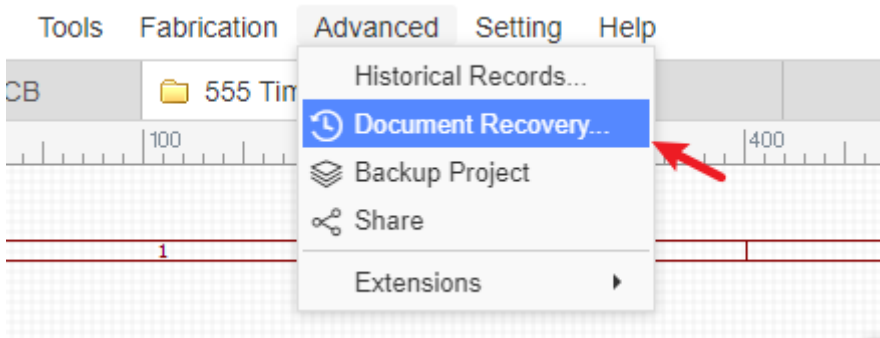 Tools Fabrication Advanced Setting Help
CB 555 Tim
Historical Records...
100 400
Document Recovery...
Backup Project
Share
1
Extensions